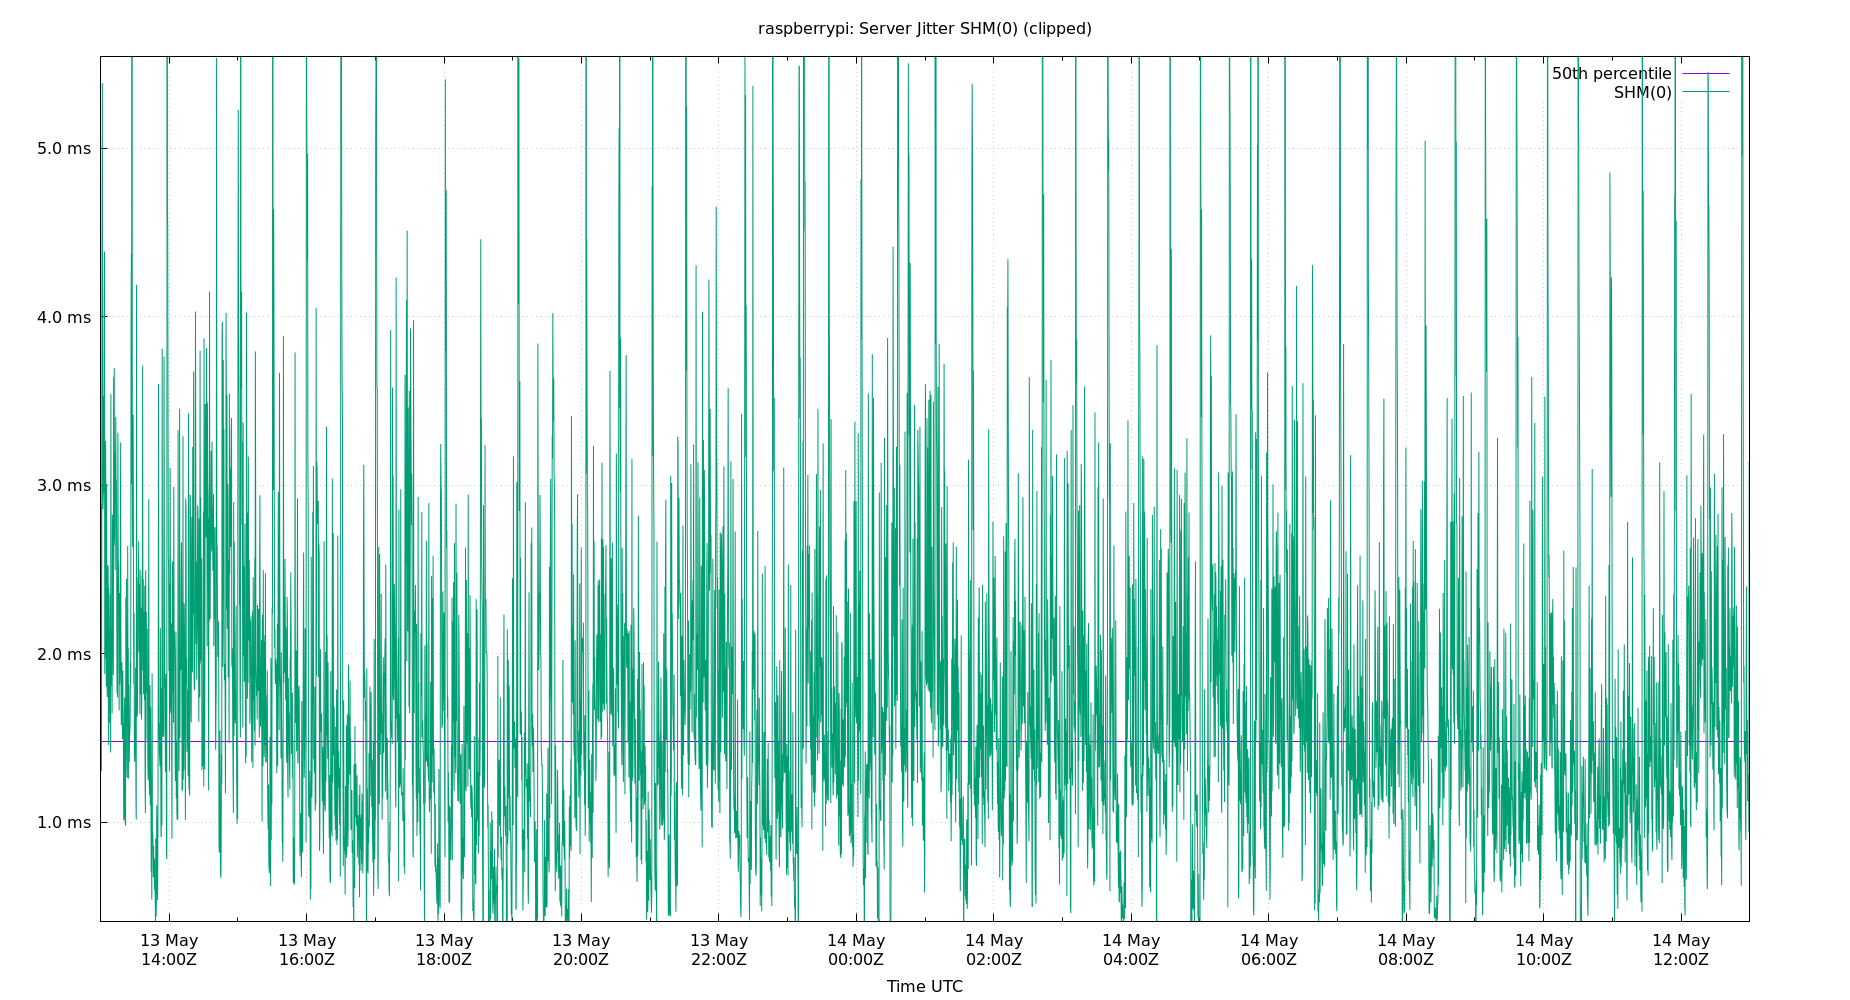 raspberrypi: Server Jitter SHM(0) (clipped)
50th percentile
SHM(0)
5.0 ms
4.0 ms
3.0 ms
2.0 ms
1.0 ms
13 May 13 May 13 May 13 May 13 May 14 May 14 May 14 May 14 May 14 May 14 May 14 May
14:00Z 16:00Z 18:00Z 20:00Z 22:00Z 00:00Z 02:00Z 04:00Z 06:00Z 08:00Z 10:00Z 12:00Z
Time UTC